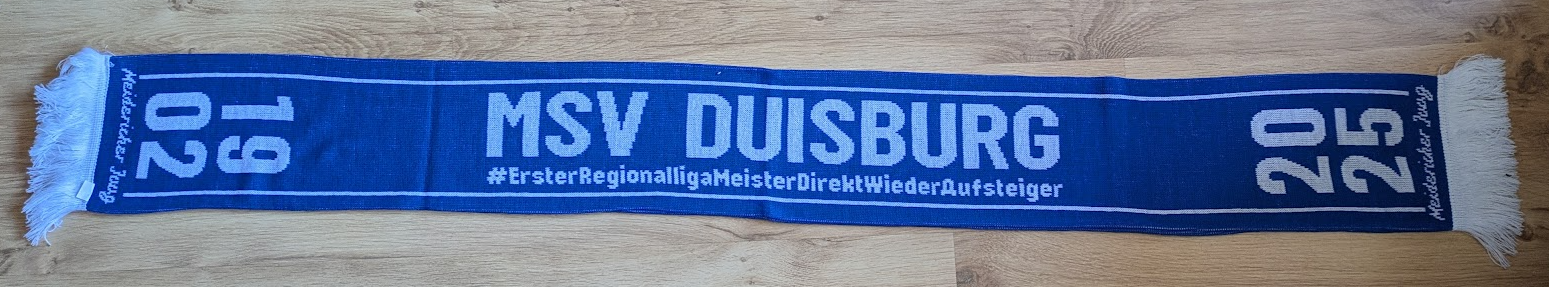 Meidericher Jung
19
02
MSV DUISBURG
#ErsterRegionalligaMeisterDirektWiederAufsteiger
20
25
Meidericher Jung